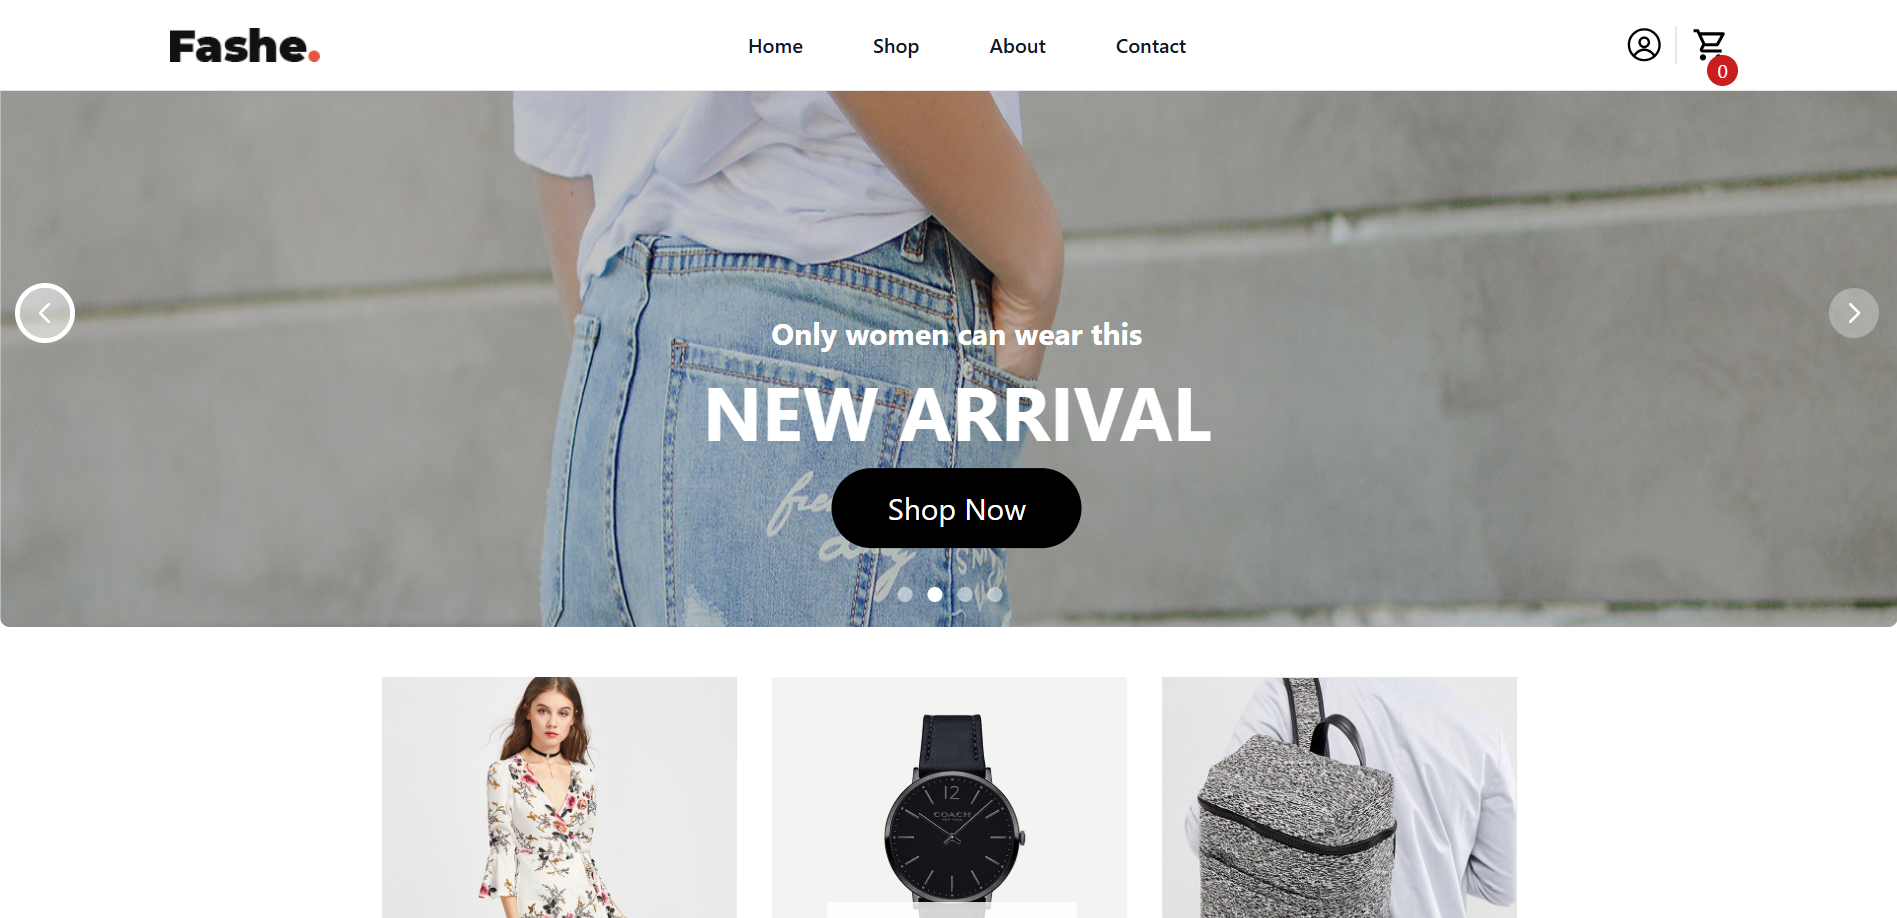 Fashe.
Home
Shop
About
Contact
0
Only women can wear this
NEW ARRIVAL
Shop Now
12
COACH